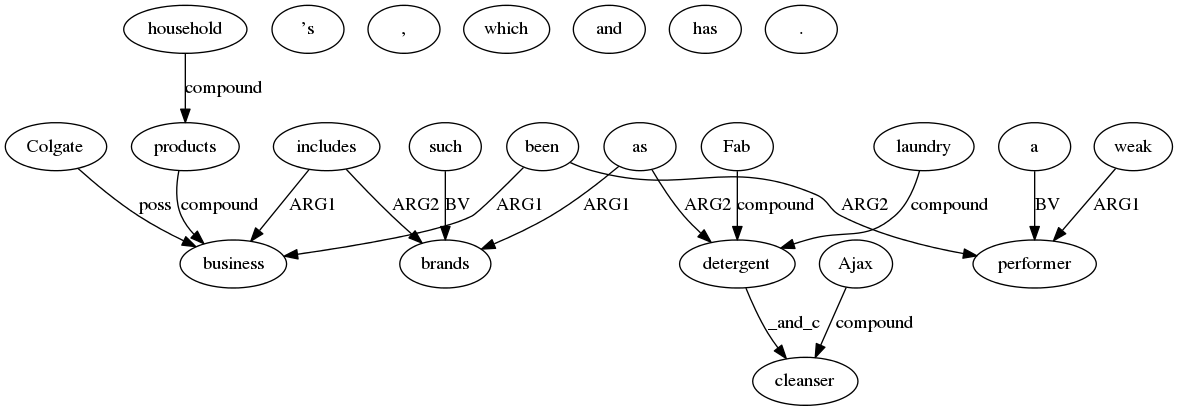 household ’s , which and has .
compound
Colgate products includes such been as Fab laundry a weak
poss compound ARG1 ARG2 BV ARG1 ARG1 ARG2 compound ARG2 compound BV ARG1
business brands detergent Ajax performer
_and_c compound
cleanser